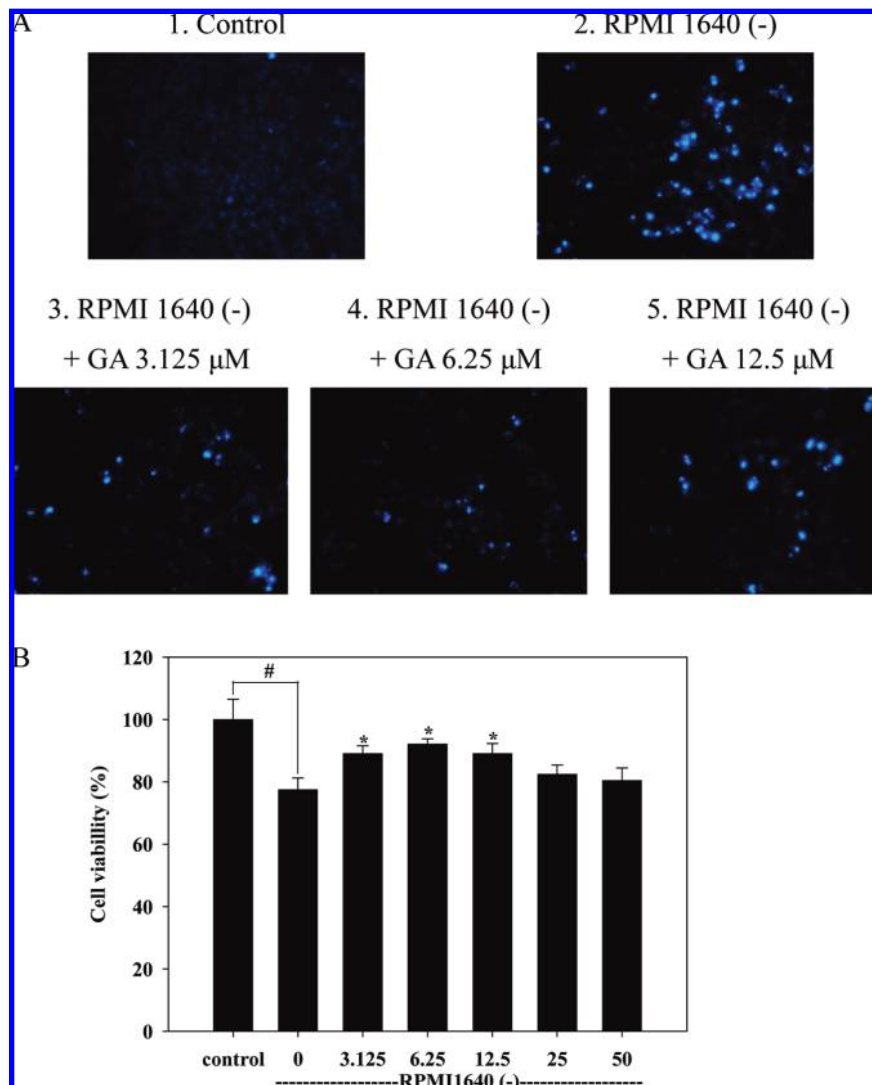 A
1. Control
2. RPMI 1640 (-)
3. RPMI 1640 (-)
+ GA 3.125 μM
4. RPMI 1640 (-)
+ GA 6.25 μM
5. RPMI 1640 (-)
+ GA 12.5 μM
B
Cell viabillity (%)
120
100
80
60
40
20
0
#
* * *
control 0 3.125 6.25 12.5 25 50
------------------RPMI1640 (-)------------------